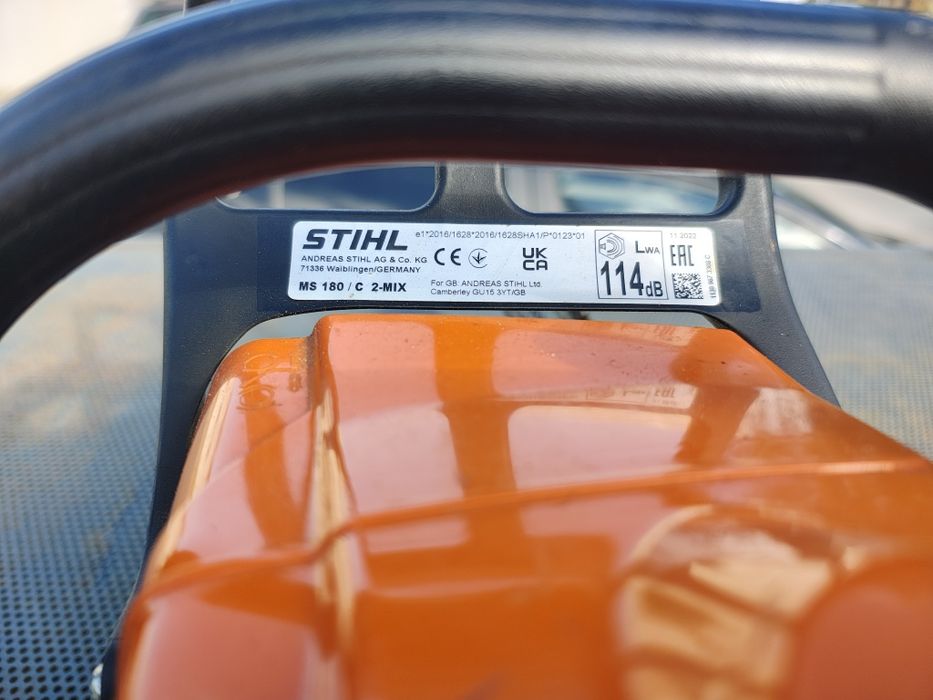 STIHL
ANDREAS STIHL AG & Co. KG
71336 Waiblingen/GERMANY
MS 180 / C 2-MIX
e1*2016/1628*2016/1628SHA1/P*0123*01
CE UK
CA
For GB: ANDREAS STIHL Ltd.
Camberley GU15 3YT/GB
LWA
114dB
11.2022
EAC